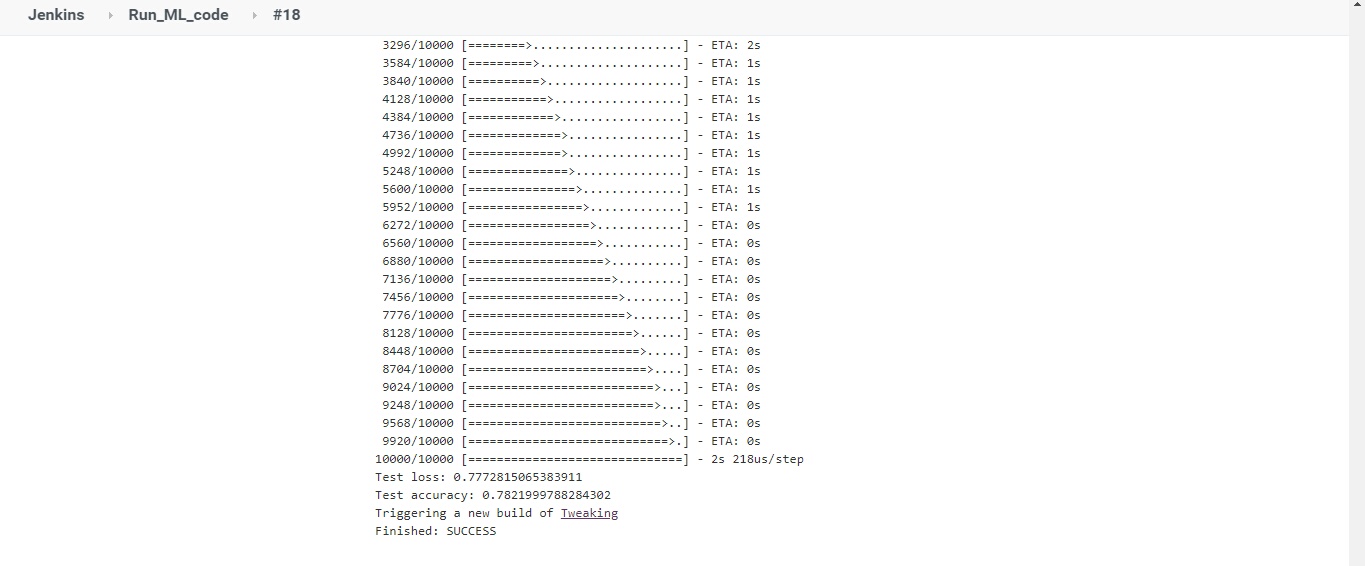 Jenkins > Run_ML_code > #18
3296/10000 [========>.....................] - ETA: 2s
3584/10000 [=========>....................] - ETA: 1s
3840/10000 [==========>...................] - ETA: 1s
4128/10000 [===========>..................] - ETA: 1s
4384/10000 [============>.................] - ETA: 1s
4736/10000 [=============>................] - ETA: 1s
4992/10000 [=============>................] - ETA: 1s
5248/10000 [==============>...............] - ETA: 1s
5600/10000 [===============>..............] - ETA: 1s
5952/10000 [================>.............] - ETA: 1s
6272/10000 [=================>............] - ETA: 0s
6560/10000 [==================>...........] - ETA: 0s
6880/10000 [===================>..........] - ETA: 0s
7136/10000 [====================>.........] - ETA: 0s
7456/10000 [=====================>........] - ETA: 0s
7776/10000 [======================>.......] - ETA: 0s
8128/10000 [=======================>......] - ETA: 0s
8448/10000 [========================>.....] - ETA: 0s
8704/10000 [=========================>....] - ETA: 0s
9024/10000 [==========================>...] - ETA: 0s
9248/10000 [==========================>...] - ETA: 0s
9568/10000 [===========================>..] - ETA: 0s
9920/10000 [============================>.] - ETA: 0s
10000/10000 [==============================] - 2s 218us/step
Test loss: 0.7772815065383911
Test accuracy: 0.7821999788284302
Triggering a new build of Tweaking
Finished: SUCCESS